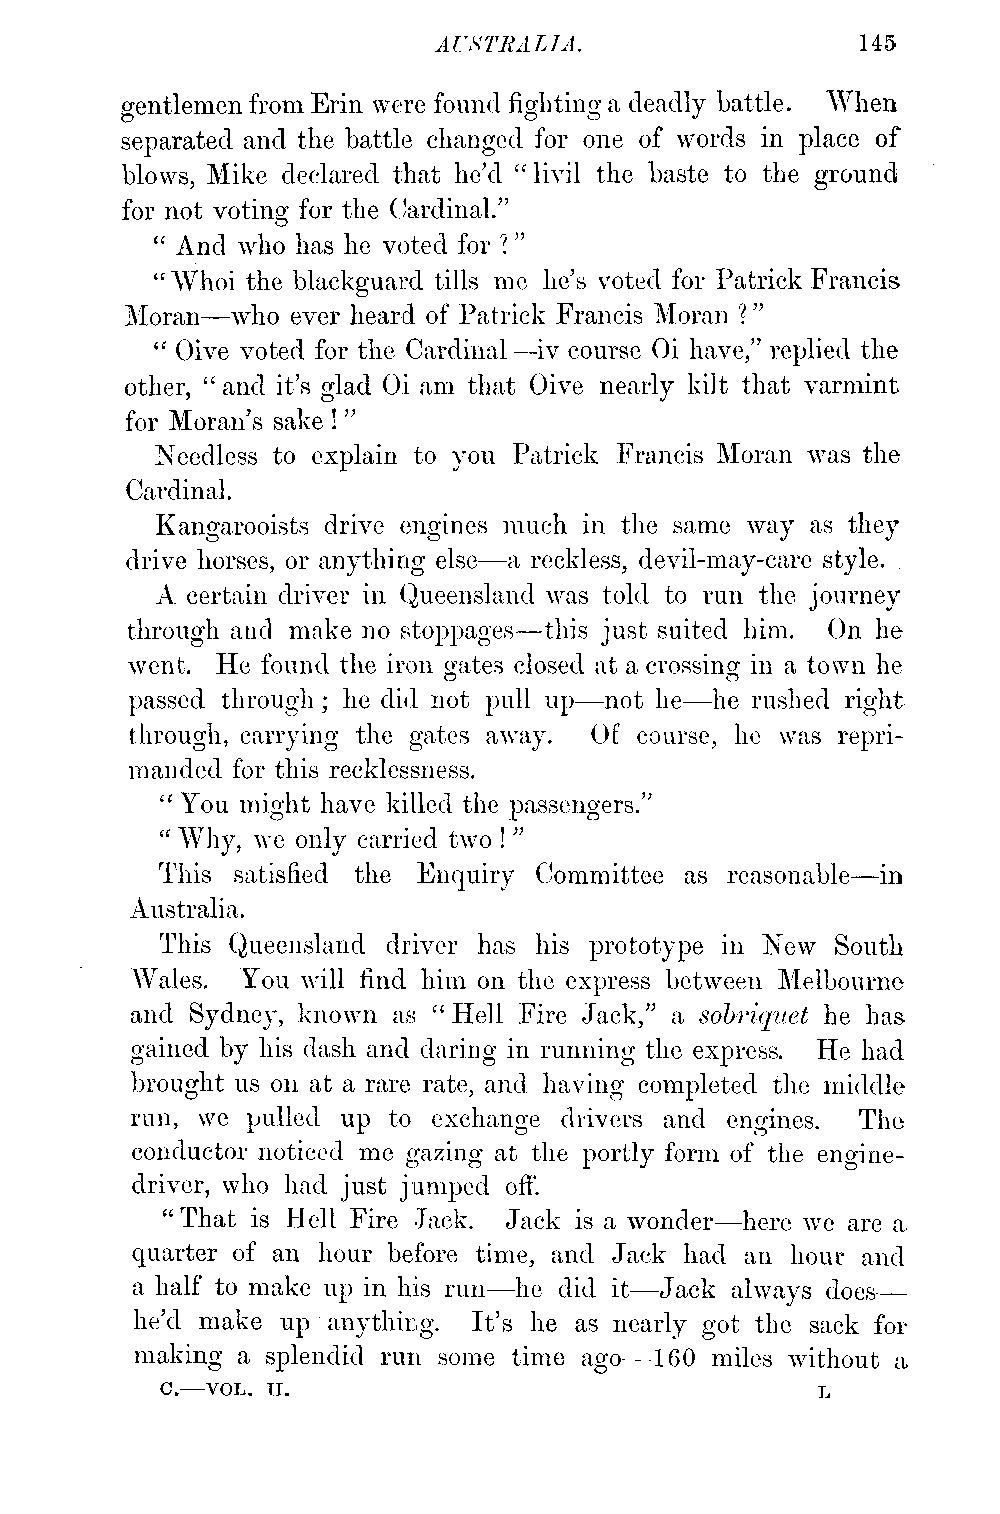 AUSTRALIA. 145
gentlemen from Erin were found fighting a deadly battle. When
separated and the battle changed for one of words in place of
blows, Mike declared that he'd “livil the baste to the ground
for not voting for the Cardinal.”
“ And who has he voted for ?”
“Whoi the blackguard tills me he's voted for Patrick Francis
Moran—who ever heard of Patrick Francis Moran ?”
“ Oive voted for the Cardinal—iv course Oi have,” replied the
other, “and it's glad Oi am that Oive nearly kilt that varmint
for Moran's sake !”
Needless to explain to you Patrick Francis Moran was the
Cardinal.
Kangarooists drive engines much in the same way as they
drive horses, or anything else—a reckless, devil-may-care style.
A certain driver in Queensland was told to run the journey
through and make no stoppages—this just suited him. On he
went. He found the iron gates closed at a crossing in a town he
passed through ; he did not pull up—not he—he rushed right
through, carrying the gates away. Of course, he was repri-
manded for this recklessness.
“ You might have killed the passengers.”
“ Why, we only carried two !”
This satisfied the Enquiry Committee as reasonable—in
Australia.
This Queensland driver has his prototype in New South
Wales. You will find him on the express between Melbourne
and Sydney, known as “Hell Fire Jack,” a sobriquet he has
gained by his dash and daring in running the express. He had
brought us on at a rare rate, and having completed the middle
run, we pulled up to exchange drivers and engines. The
conductor noticed me gazing at the portly form of the engine-
driver, who had just jumped off.
“That is Hell Fire Jack. Jack is a wonder—here we are a
quarter of an hour before time, and Jack had an hour and
a half to make up in his run—he did it—Jack always does—
he'd make up anything. It's he as nearly got the sack for
making a splendid run some time ago—160 miles without a
C.—VOL. II. L